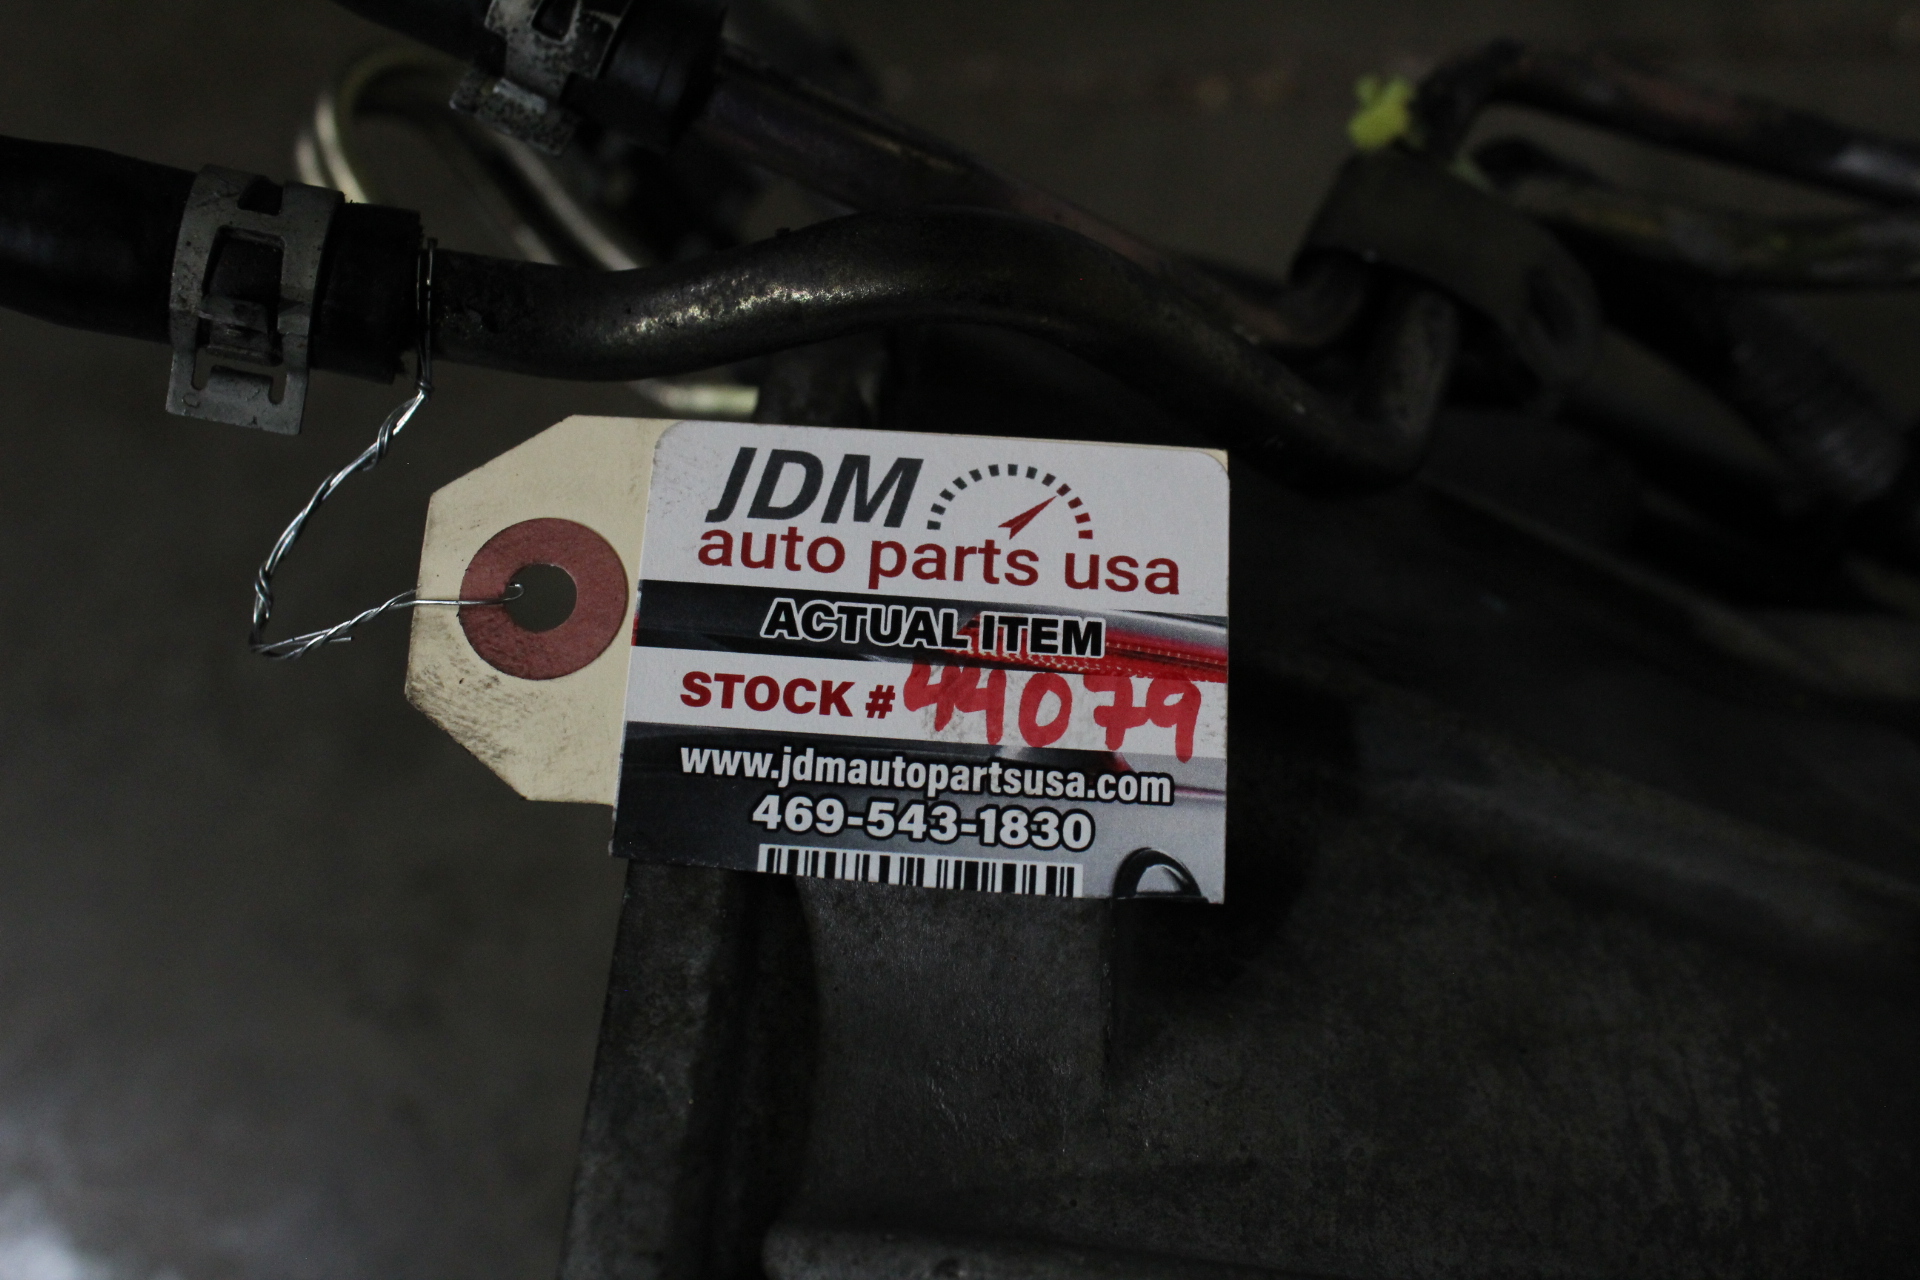 JDM
auto parts usa
ACTUAL ITEM
STOCK # 44079
www.jdmautopartsusa.com
469-543-1830